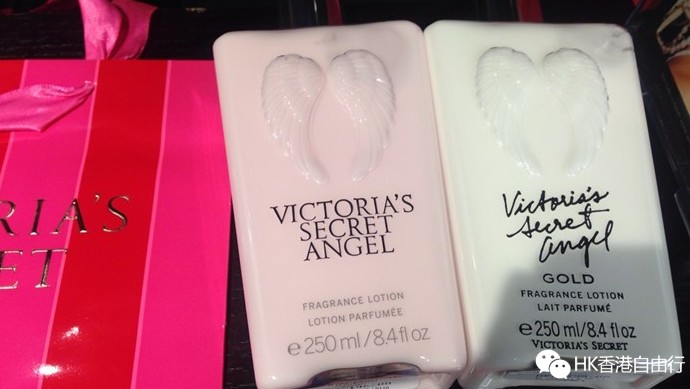 RIA'S
ET
VICTORIA'S
SECRET
ANGEL
FRAGRANCE LOTION
LOTION PARFUMÉE
e 250 ml/8.4 fl oz
Victoria's
Secret
Angel
GOLD
FRAGRANCE LOTION
LAIT PARFUMÉ
e 250 ml/8.4 fl oz
VICTORIA'S SECRET
HK香港自由行